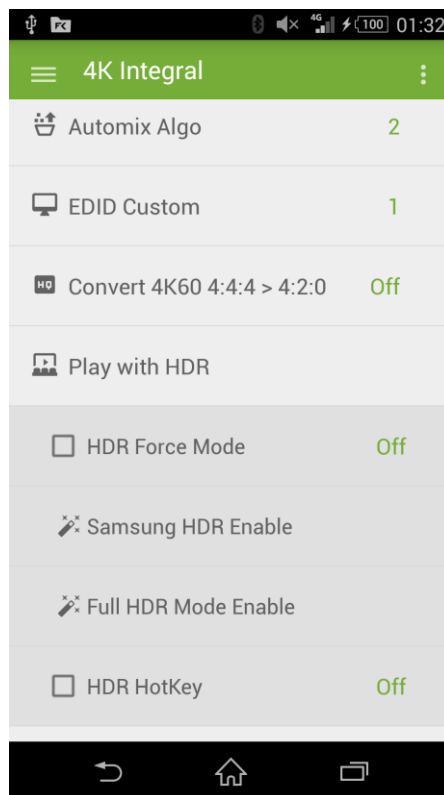 FK 4G 100 01:32
4K Integral
Automix Algo 2
EDID Custom 1
HQ Convert 4K60 4:4:4 > 4:2:0 Off
Play with HDR
HDR Force Mode Off
Samsung HDR Enable
Full HDR Mode Enable
HDR HotKey Off